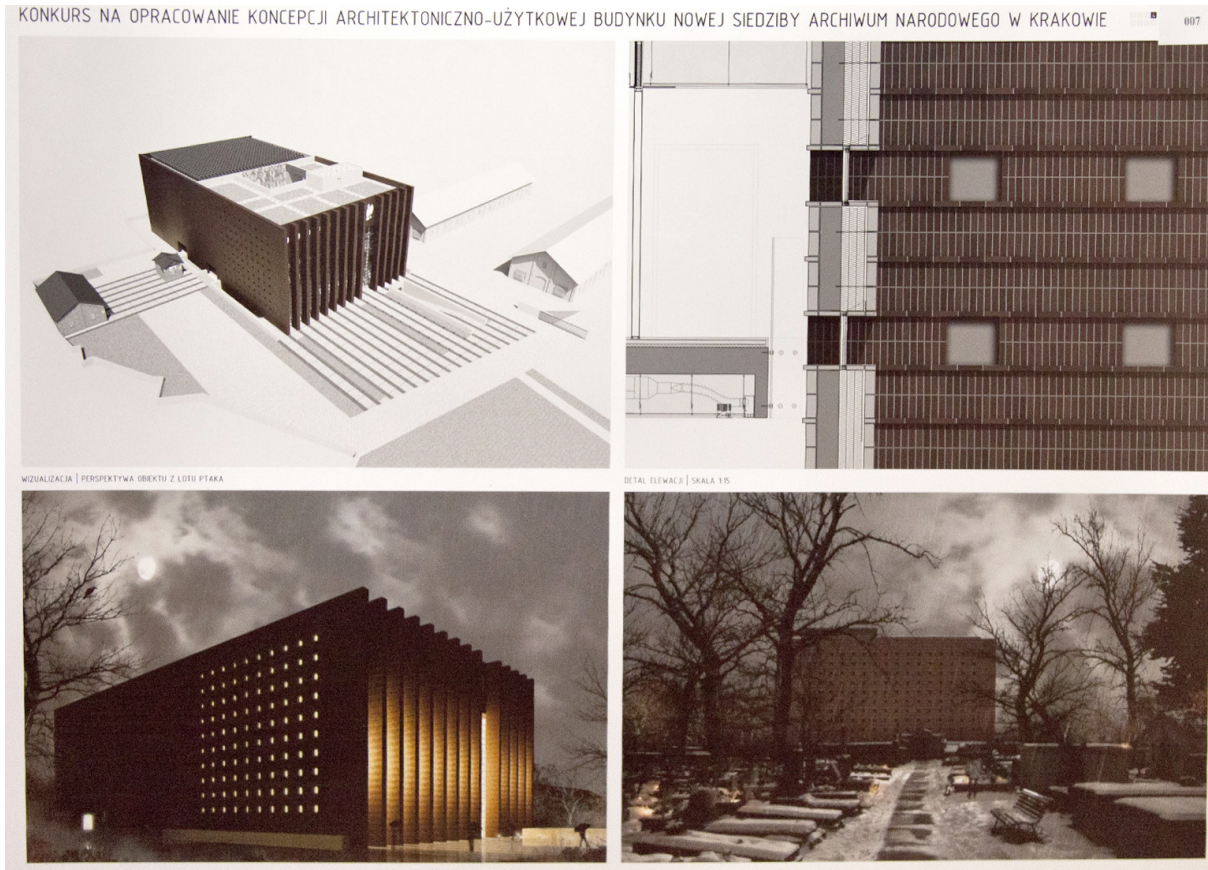 KONKURS NA OPRACOWANIE KONCEPCJI ARCHITEKTONICZNO-UŻYTKOWEJ BUDYNKU NOWEJ SIEDZIBY ARCHIWUM NARODOWEGO W KRAKOWIE
007
WIZUALIZACJA | PERSPEKTYWA OBIEKTU Z LOTU PTAKA
DETAL ELEWACJI | SKALA 1:15